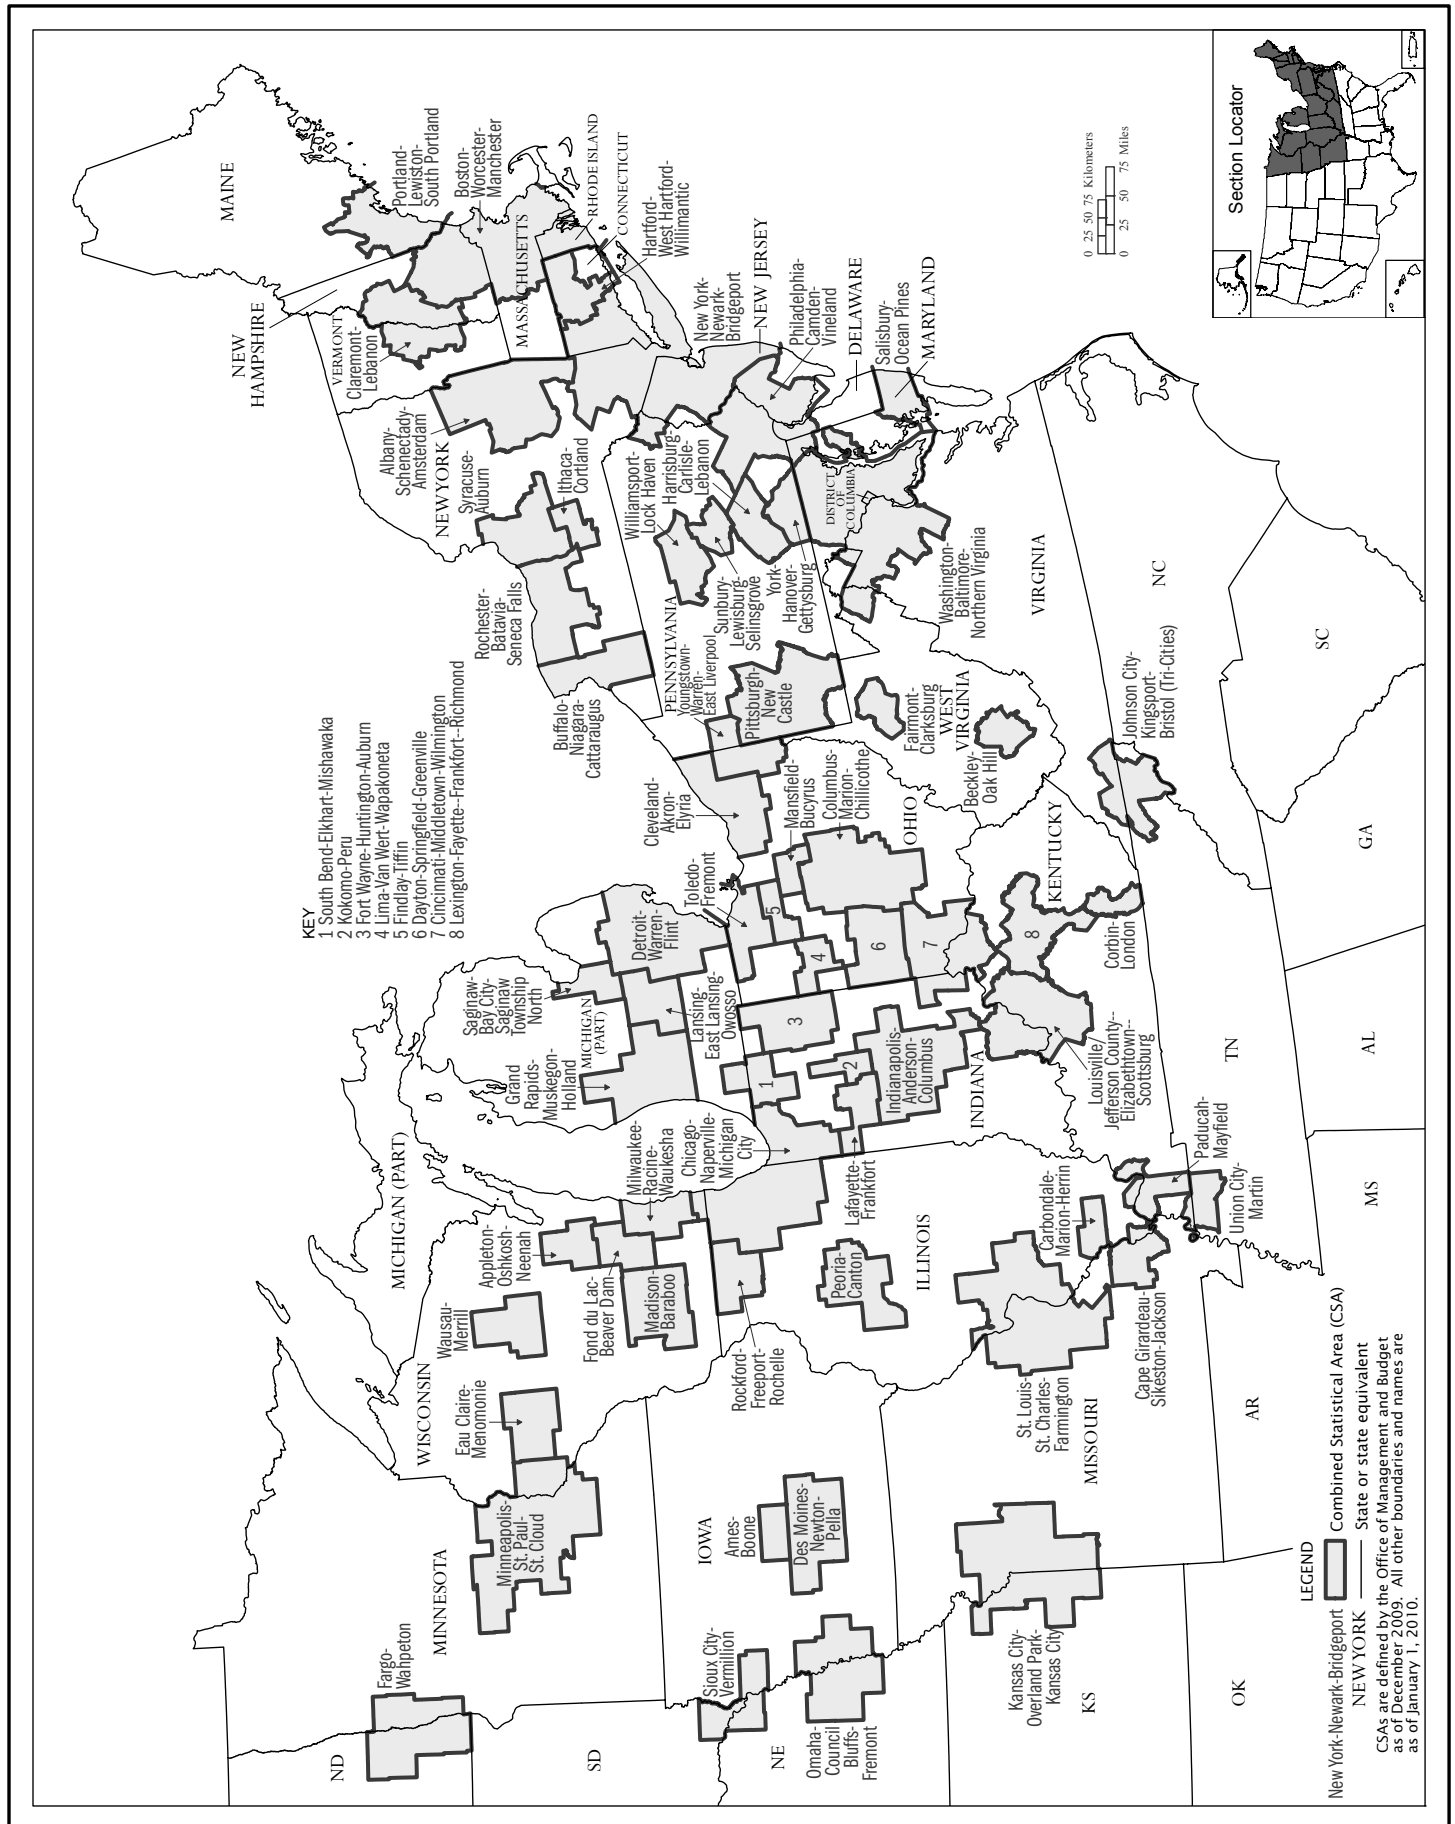 KEY
1 South Bend-Elkhart-Mishawaka
2 Kokomo-Peru
3 Fort Wayne-Huntington-Auburn
4 Lima-Van Wert-Wapakoneta
5 Findlay-Tiffin
6 Dayton-Springfield-Greenville
7 Cincinnati-Middletown-Wilmington
8 Lexington-Fayette--Frankfort--Richmond
ND
Fargo-
Wahpeton
MINNESOTA
Minneapolis-
St. Paul-
St. Cloud
WISCONSIN
Eau Claire-
Menomonie
Wausau-
Merrill
MICHIGAN (PART)
Appleton-
Oshkosh-
Neenah
Fond du Lac-
Beaver Dam
Madison-
Baraboo
Milwaukee-
Racine-
Waukesha
Chicago-
Naperville-
Michigan
City
Grand
Rapids-
Muskegon-
Holland
MICHIGAN
(PART)
Saginaw-
Bay City-
Saginaw
Township
North
Lansing-
East Lansing-
Owosso
Detroit-
Warren-
Flint
Toledo-
Fremont
Cleveland-
Akron-
Elyria
Mansfield-
Bucyrus
Columbus-
Marion-
Chillicothe
OHIO
Buffalo-
Niagara-
Cattaraugus
Rochester-
Batavia-
Seneca Falls
NEW YORK
Syracuse-
Auburn
Ithaca-
Cortland
Albany-
Schenectady-
Amsterdam
VERMONT
Claremont-
Lebanon
NEW
HAMPSHIRE
MAINE
Portland-
Lewiston-
South Portland
Boston-
Worcester-
Manchester
MASSACHUSETTS
RHODE ISLAND
CONNECTICUT
Hartford-
West Hartford-
Willimantic
New York-
Newark-
Bridgeport
NEW JERSEY
Philadelphia-
Camden-
Vineland
DELAWARE
Salisbury-
Ocean Pines
MARYLAND
PENNSYLVANIA
Youngstown-
Warren-
East Liverpool
Pittsburgh-
New
Castle
Williamsport-
Lock Haven
Harrisburg-
Carlisle-
Lebanon
Sunbury-
Lewisburg-
Selinsgrove
York-
Hanover-
Gettysburg
DISTRICT
OF
COLUMBIA
Washington-
Baltimore-
Northern Virginia
VIRGINIA
Fairmont-
Clarksburg
WEST
VIRGINIA
Beckley-
Oak Hill
KENTUCKY
Corbin-
London
Johnson City-
Kingsport-
Bristol (Tri-Cities)
NC
SC
GA
AL
TN
MS
AR
OK
KS
NE
SD
1
2
3
4
5
6
7
8
INDIANA
Indianapolis-
Anderson-
Columbus
Lafayette-
Frankfort
Louisville/
Jefferson County--
Elizabethtown--
Scottsburg
Paducah-
Mayfield
Union City-
Martin
ILLINOIS
Rockford-
Freeport-
Rochelle
Peoria-
Canton
Carbondale-
Marion-Herrin
Cape Girardeau-
Sikeston-Jackson
St. Louis-
St. Charles-
Farmington
MISSOURI
IOWA
Ames-
Boone
Des Moines-
Newton-
Pella
Sioux City-
Vermillion
Omaha-
Council
Bluffs-
Fremont
Kansas City-
Overland Park-
Kansas City
Section Locator
0 25 50 75 Kilometers
0 25 50 75 Miles
LEGEND
New York-Newark-Bridgeport Combined Statistical Area (CSA)
NEW YORK State or state equivalent
CSAs are defined by the Office of Management and Budget
as of December 2009. All other boundaries and names are
as of January 1, 2010.